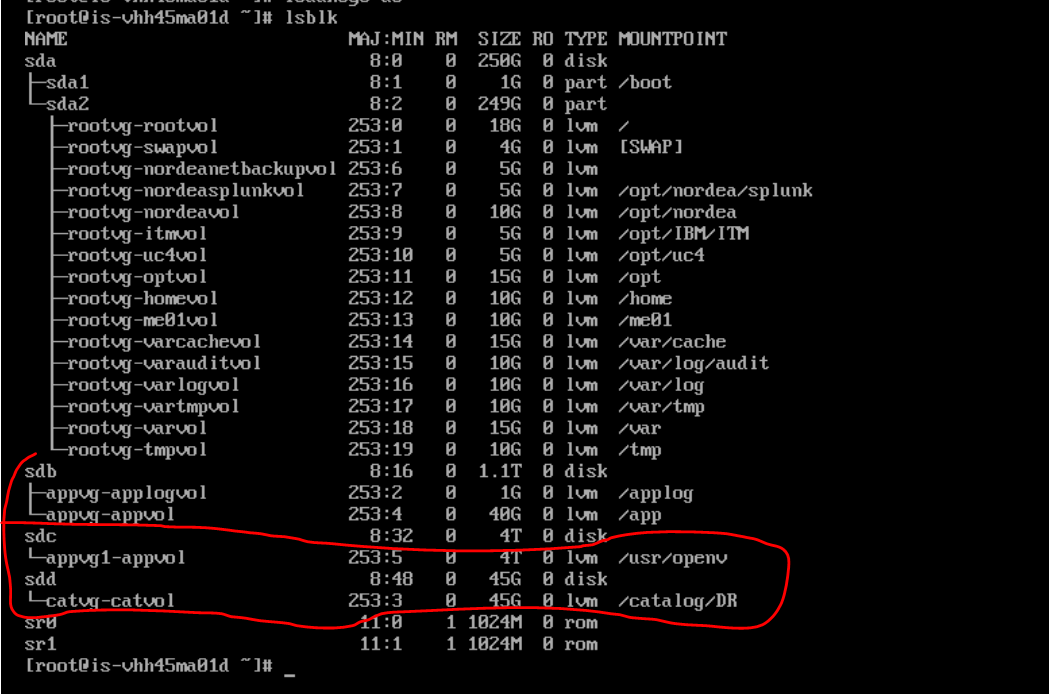 [root@is-vhh45ma01d ~]# lsblk
NAME                          MAJ:MIN RM  SIZE RO TYPE MOUNTPOINT
sda                             8:0    0  250G  0 disk
├─sda1                          8:1    0    1G  0 part /boot
└─sda2                          8:2    0  249G  0 part
  ├─rootvg-rootvol            253:0    0   18G  0 lvm  /
  ├─rootvg-swapvol            253:1    0    4G  0 lvm  [SWAP]
  ├─rootvg-nordeanetbackupvol 253:6    0    5G  0 lvm
  ├─rootvg-nordeasplunkvol    253:7    0    5G  0 lvm  /opt/nordea/splunk
  ├─rootvg-nordeavol          253:8    0   10G  0 lvm  /opt/nordea
  ├─rootvg-itmvol             253:9    0    5G  0 lvm  /opt/IBM/ITM
  ├─rootvg-uc4vol             253:10   0    5G  0 lvm  /opt/uc4
  ├─rootvg-optvol             253:11   0   15G  0 lvm  /opt
  ├─rootvg-homevol            253:12   0   10G  0 lvm  /home
  ├─rootvg-me01vol            253:13   0   10G  0 lvm  /me01
  ├─rootvg-varcachevol        253:14   0   15G  0 lvm  /var/cache
  ├─rootvg-varauditvol        253:15   0   10G  0 lvm  /var/log/audit
  ├─rootvg-varlogvol          253:16   0   10G  0 lvm  /var/log
  ├─rootvg-vartmpvol          253:17   0   10G  0 lvm  /var/tmp
  ├─rootvg-varvol             253:18   0   15G  0 lvm  /var
  └─rootvg-tmpvol             253:19   0   10G  0 lvm  /tmp
sdb                             8:16   0  1.1T  0 disk
├─appvg-applogvol             253:2    0    1G  0 lvm  /applog
└─appvg-appvol                253:4    0   40G  0 lvm  /app
sdc                             8:32   0    4T  0 disk
└─appvg1-appvol               253:5    0    4T  0 lvm  /usr/openv
sdd                             8:48   0   45G  0 disk
└─catvg-catvol                253:3    0   45G  0 lvm  /catalog/DR
sr0                            11:0    1 1024M  0 rom
sr1                            11:1    1 1024M  0 rom
[root@is-vhh45ma01d ~]# _